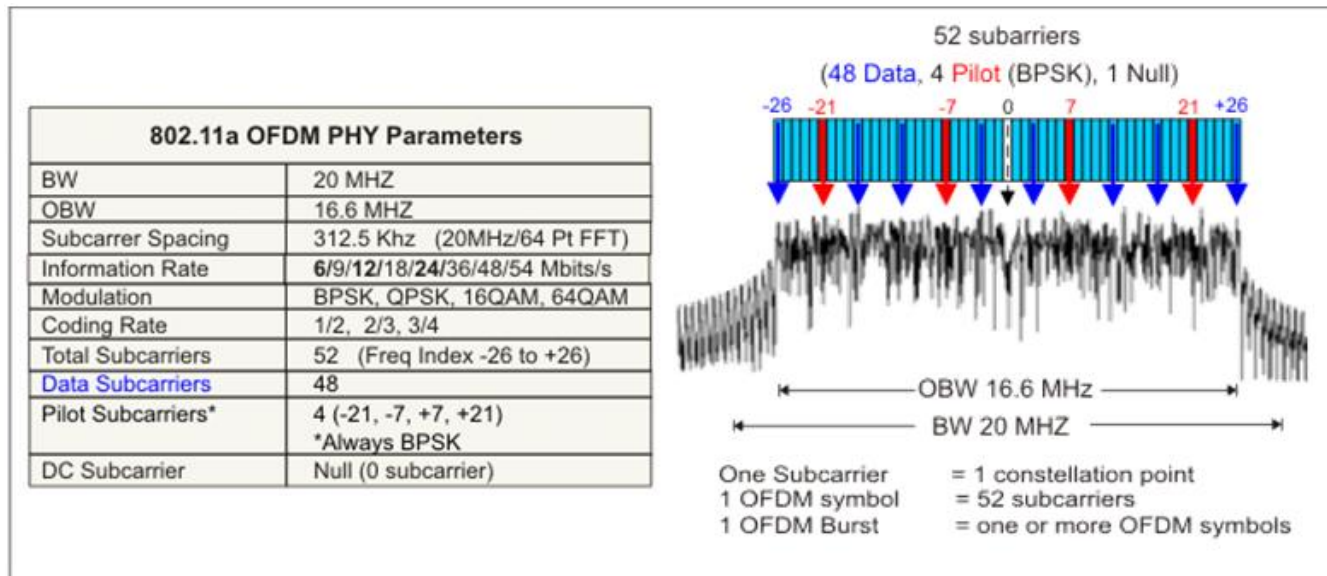 802.11a OFDM PHY Parameters
BW 20 MHZ
OBW 16.6 MHZ
Subcarrer Spacing 312.5 Khz (20MHz/64 Pt FFT)
Information Rate 6/9/12/18/24/36/48/54 Mbits/s
Modulation BPSK, QPSK, 16QAM, 64QAM
Coding Rate 1/2, 2/3, 3/4
Total Subcarriers 52 (Freq Index -26 to +26)
Data Subcarriers 48
Pilot Subcarriers* 4 (-21, -7, +7, +21)
*Always BPSK
DC Subcarrier Null (0 subcarrier)
52 subarriers
(48 Data, 4 Pilot (BPSK), 1 Null)
-26 -21 -7 0 7 21 +26
OBW 16.6 MHz
BW 20 MHZ
One Subcarrier = 1 constellation point
1 OFDM symbol = 52 subcarriers
1 OFDM Burst = one or more OFDM symbols